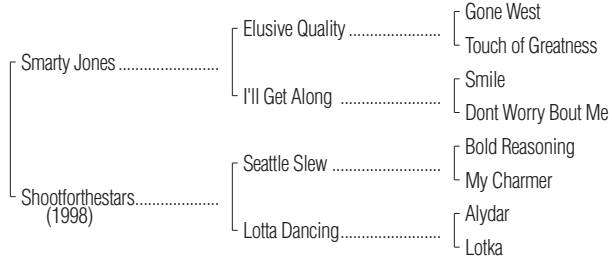 Gone West
Elusive Quality ......................
Touch of Greatness
Smarty Jones ........................
Smile
I'll Get Along ........................
Dont Worry Bout Me
Bold Reasoning
Seattle Slew ..........................
My Charmer
Shootforthestars....................
(1998)
Alydar
Lotta Dancing........................
Lotka